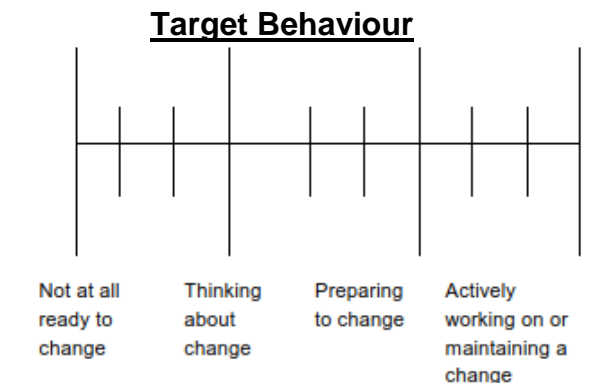 Target Behaviour
Not at all
ready to
change
Thinking
about
change
Preparing
to change
Actively
working on or
maintaining a
change